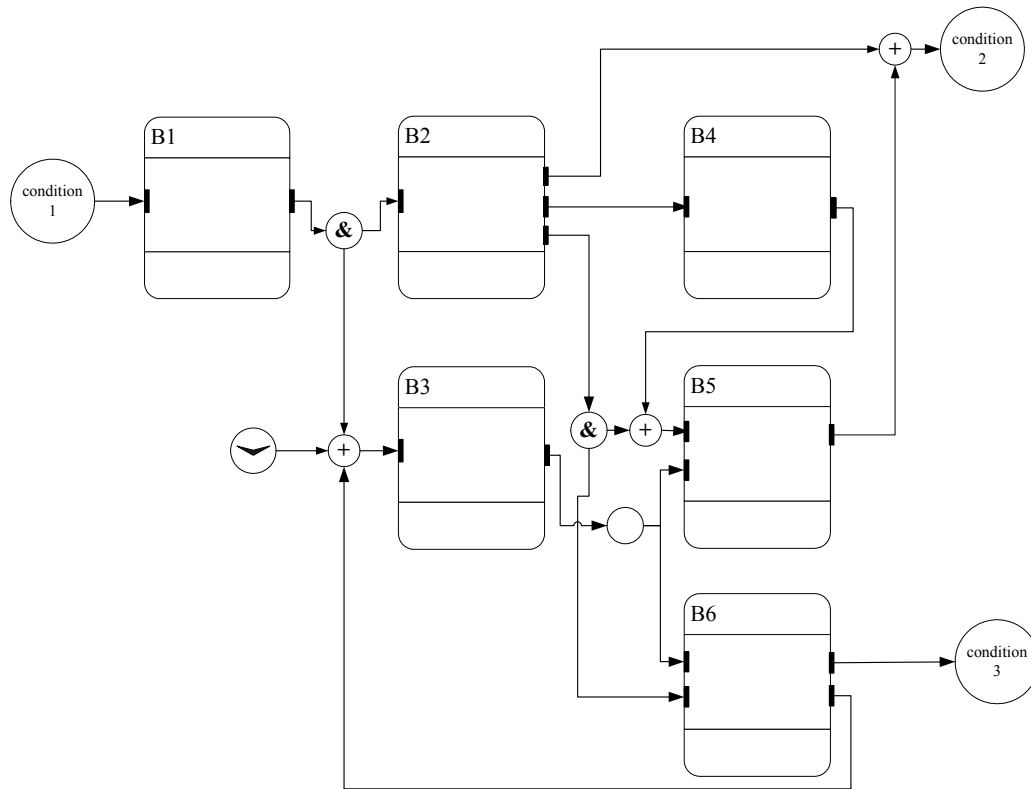 +
condition
2
B1
B2
B4
condition
1
&
B3
B5
&
+
+
B6
condition
3